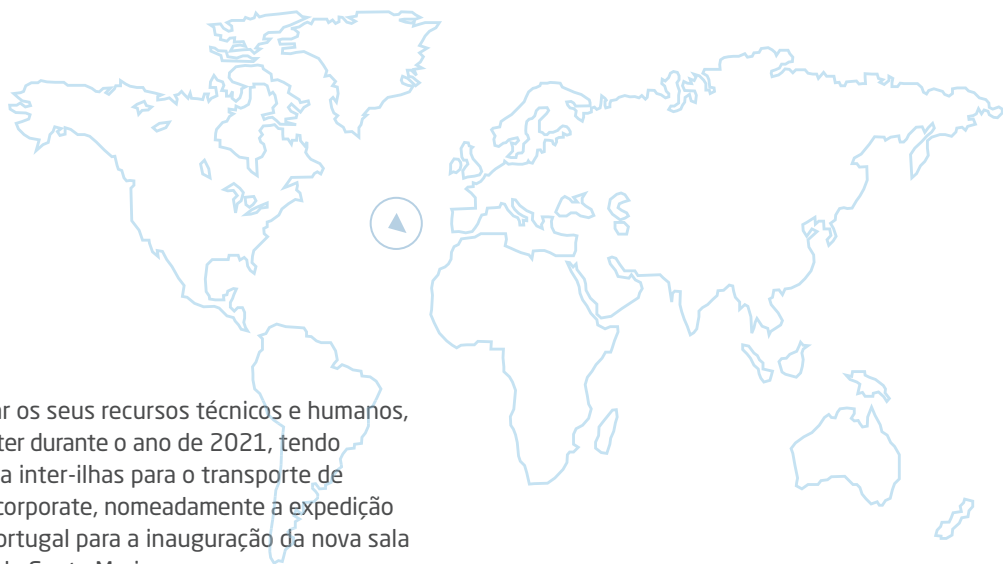 ar os seus recursos técnicos e humanos,
ter durante o ano de 2021, tendo
a inter-ilhas para o transporte de
corporate, nomeadamente a expedição
ortugal para a inauguração da nova sala